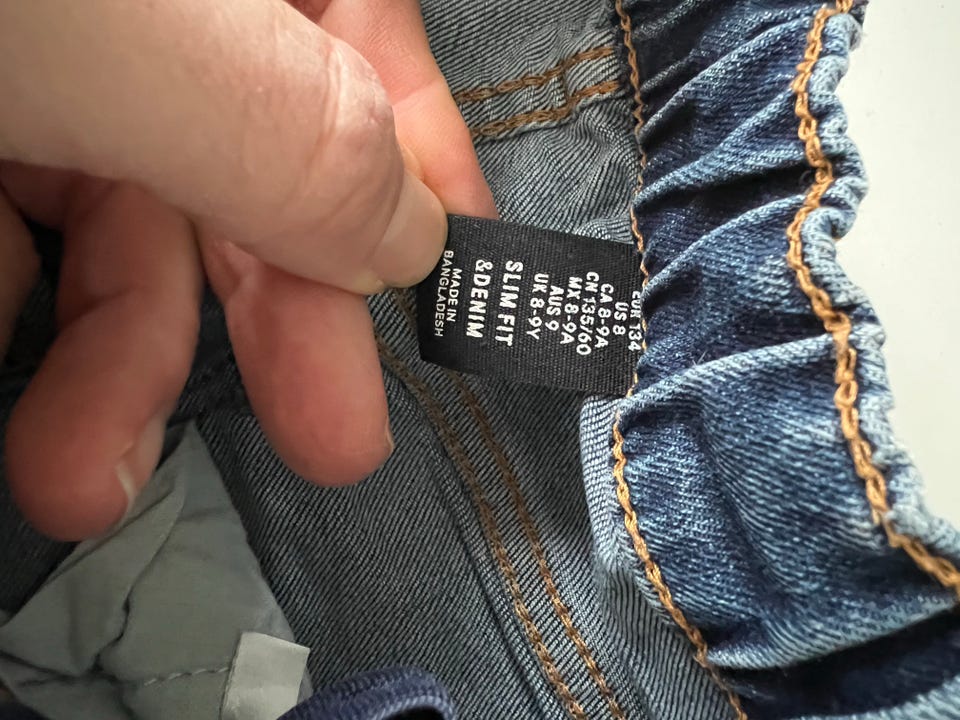 EUR 134
US 8
CA 8-9A
CN 135/60
MX 8-9A
AUS 9
UK 8-9Y
SLIM FIT
&DENIM
MADE IN
BANGLADESH